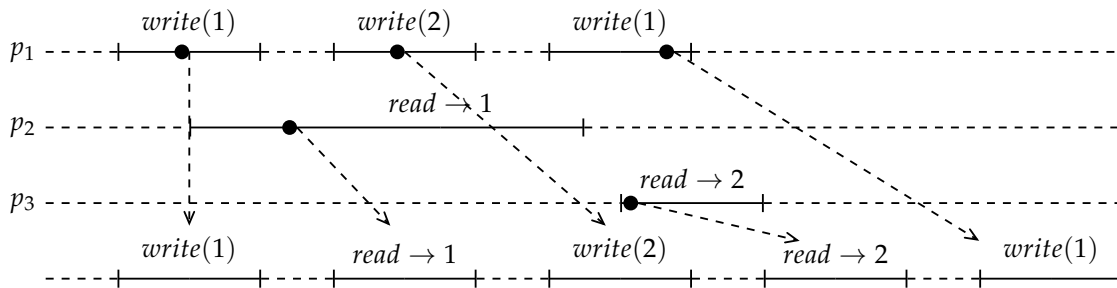 write(1) write(2) write(1)
p1
read → 1
p2
read → 2
p3
write(1) read → 1 write(2) read → 2 write(1)